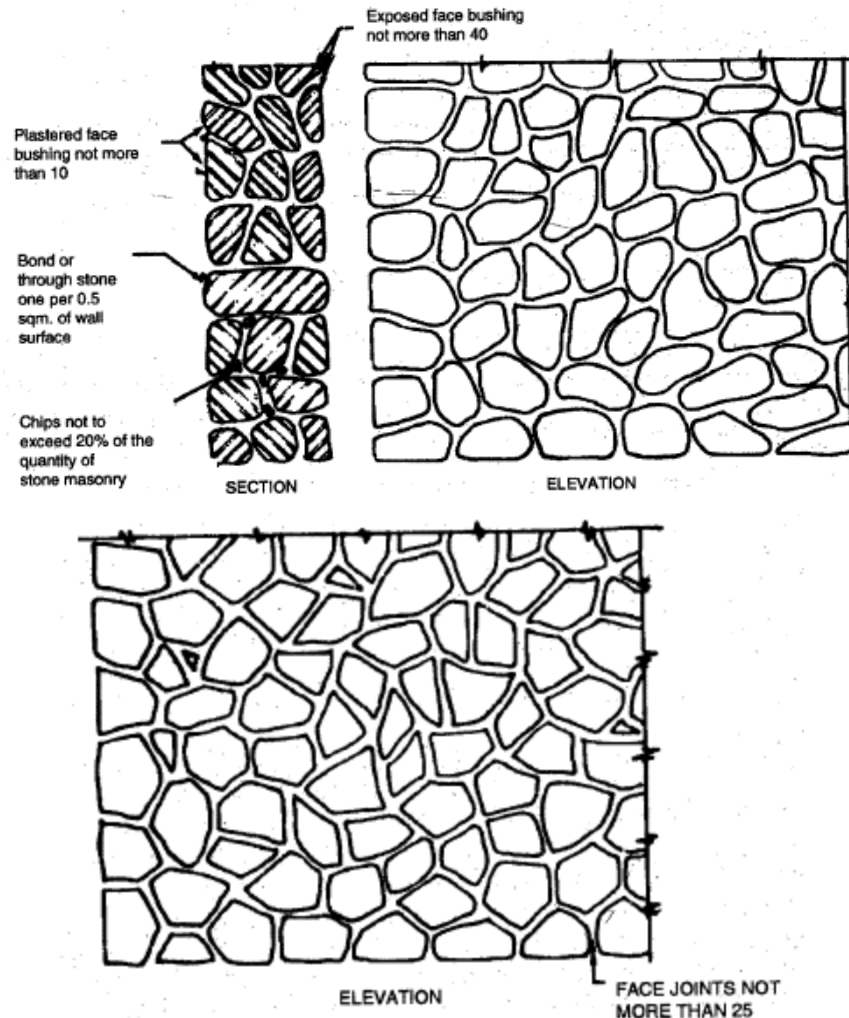 Exposed face bushing
not more than 40
Plastered face
bushing not more
than 10
Bond or
through stone
one per 0.5
sqm. of wall
surface
Chips not to
exceed 20% of the
quantity of
stone masonry
SECTION
ELEVATION
ELEVATION
FACE JOINTS NOT
MORE THAN 25